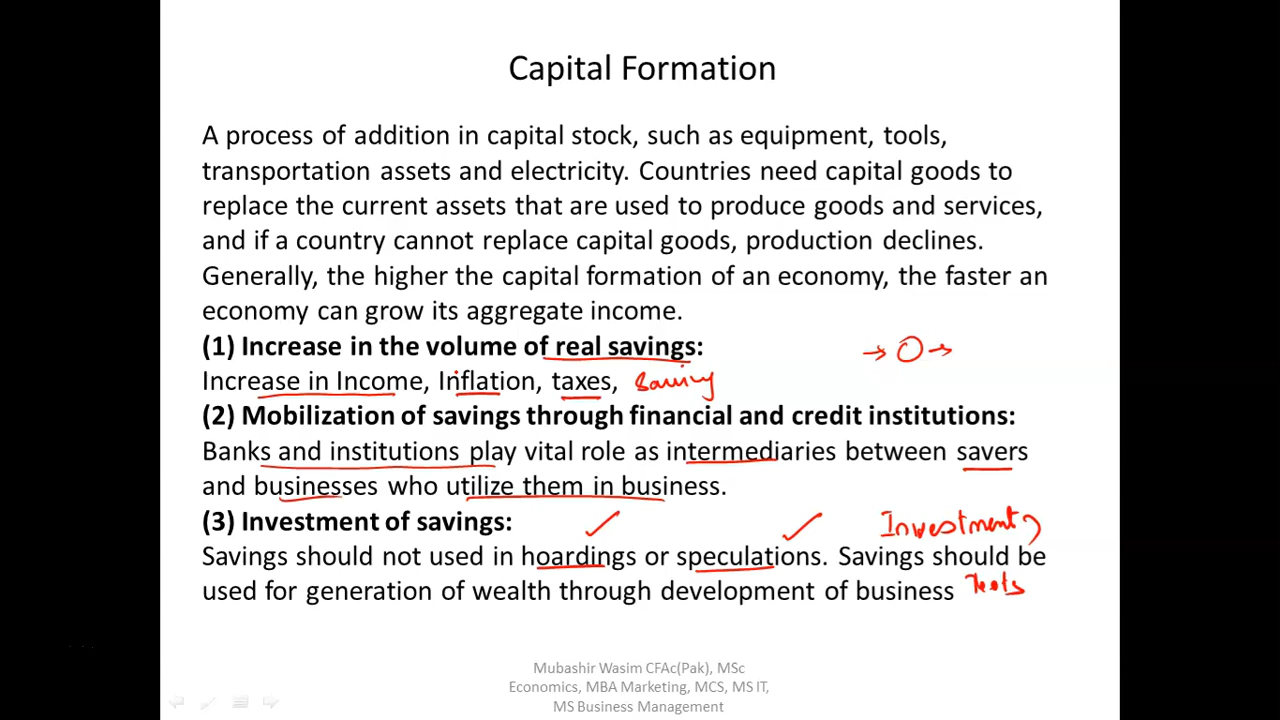 Capital Formation
A process of addition in capital stock, such as equipment, tools,
transportation assets and electricity. Countries need capital goods to
replace the current assets that are used to produce goods and services,
and if a country cannot replace capital goods, production declines.
Generally, the higher the capital formation of an economy, the faster an
economy can grow its aggregate income.
(1) Increase in the volume of real savings:
Increase in Income, Inflation, taxes, Saving
(2) Mobilization of savings through financial and credit institutions:
Banks and institutions play vital role as intermediaries between savers
and businesses who utilize them in business.
(3) Investment of savings:
Investment
Savings should not used in hoardings or speculations. Savings should be
used for generation of wealth through development of business
Mubashir Wasim CFAc(Pak), MSc
Economics, MBA Marketing, MCS, MS IT,
MS Business Management